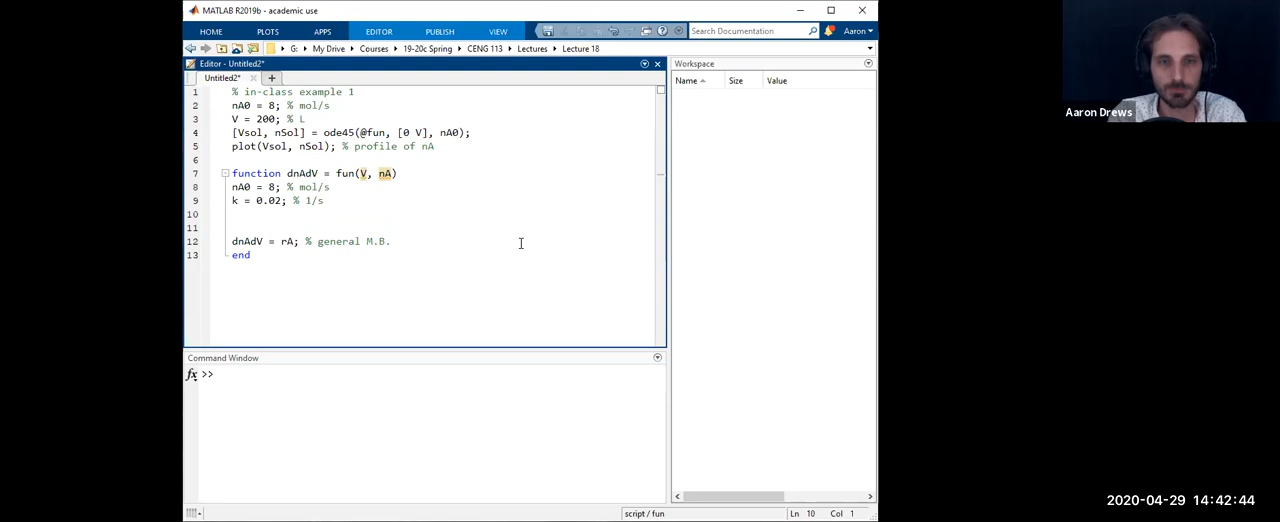 MATLAB R2019b - academic use
HOME PLOTS APPS EDITOR PUBLISH VIEW Search Documentation Aaron
G: My Drive Courses 19-20c Spring CENG 113 Lectures Lecture 18
Editor - Untitled2*
Untitled2*
1 % in-class example 1
2 nA0 = 8; % mol/s
3 V = 200; % L
4 [Vsol, nSol] = ode45(@fun, [0 V], nA0);
5 plot(Vsol, nSol); % profile of nA
6
7 function dnAdV = fun(V, nA)
8 nA0 = 8; % mol/s
9 k = 0.02; % 1/s
10
11
12 dnAdV = rA; % general M.B.
13 end
Command Window
fx >>
Workspace
Name Size Value
script / fun Ln 10 Col 1
Aaron Drews
2020-04-29 14:42:44